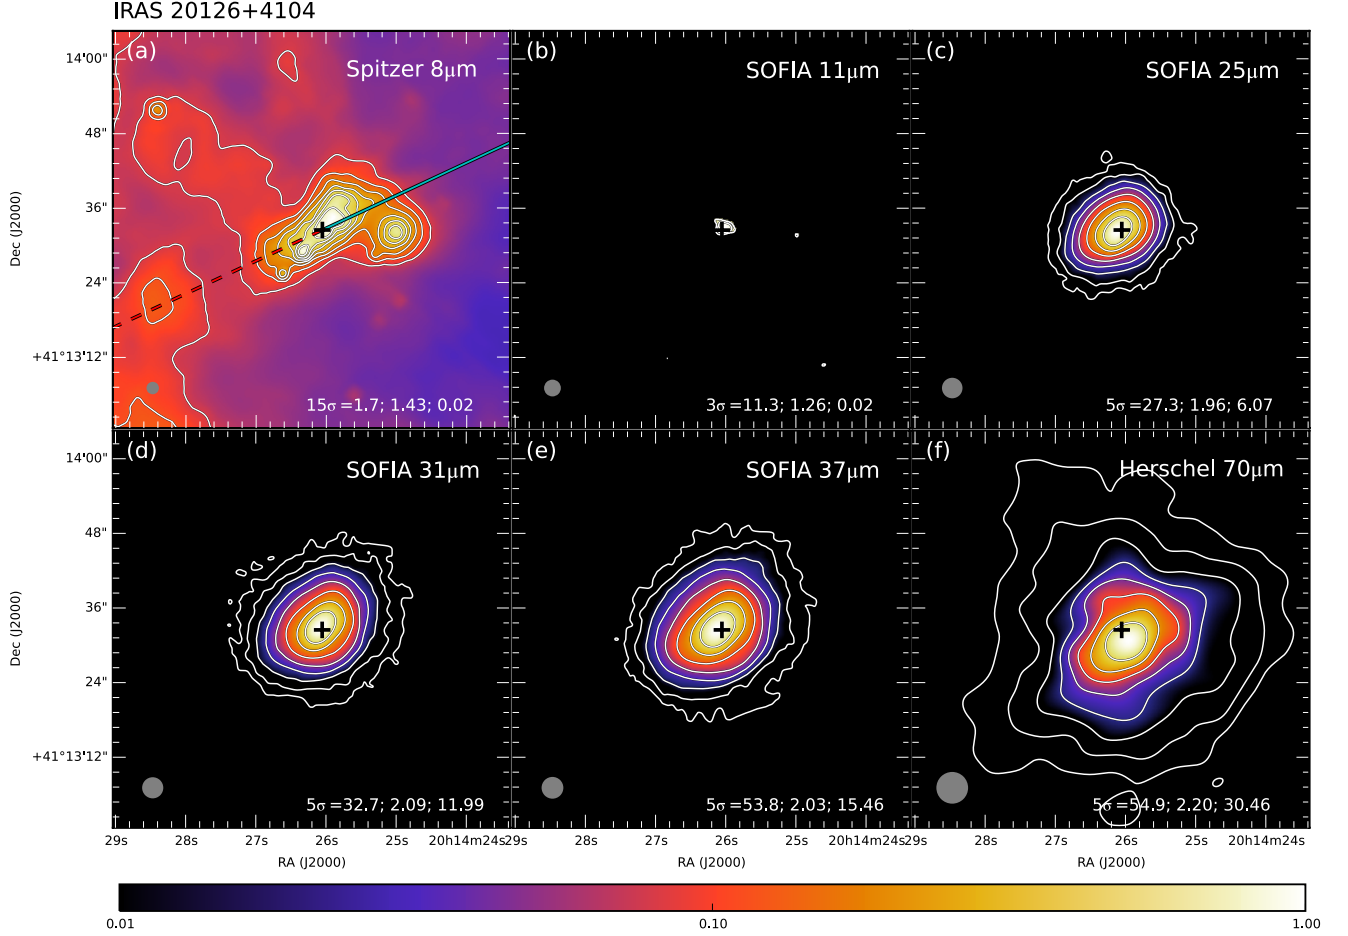 IRAS 20126+4104
(a)
Spitzer 8μm
15σ=1.7; 1.43; 0.02
(b)
SOFIA 11μm
3σ=11.3; 1.26; 0.02
(c)
SOFIA 25μm
5σ=27.3; 1.96; 6.07
14'00"
48"
36"
24"
+41°13'12"
Dec (J2000)
(d)
SOFIA 31μm
5σ=32.7; 2.09; 11.99
(e)
SOFIA 37μm
5σ=53.8; 2.03; 15.46
(f)
Herschel 70μm
5σ=54.9; 2.20; 30.46
14'00"
48"
36"
24"
+41°13'12"
Dec (J2000)
29s 28s 27s 26s 25s 20h14m24s
29s 28s 27s 26s 25s 20h14m24s
29s 28s 27s 26s 25s 20h14m24s
RA (J2000)
RA (J2000)
RA (J2000)
0.01 0.10 1.00